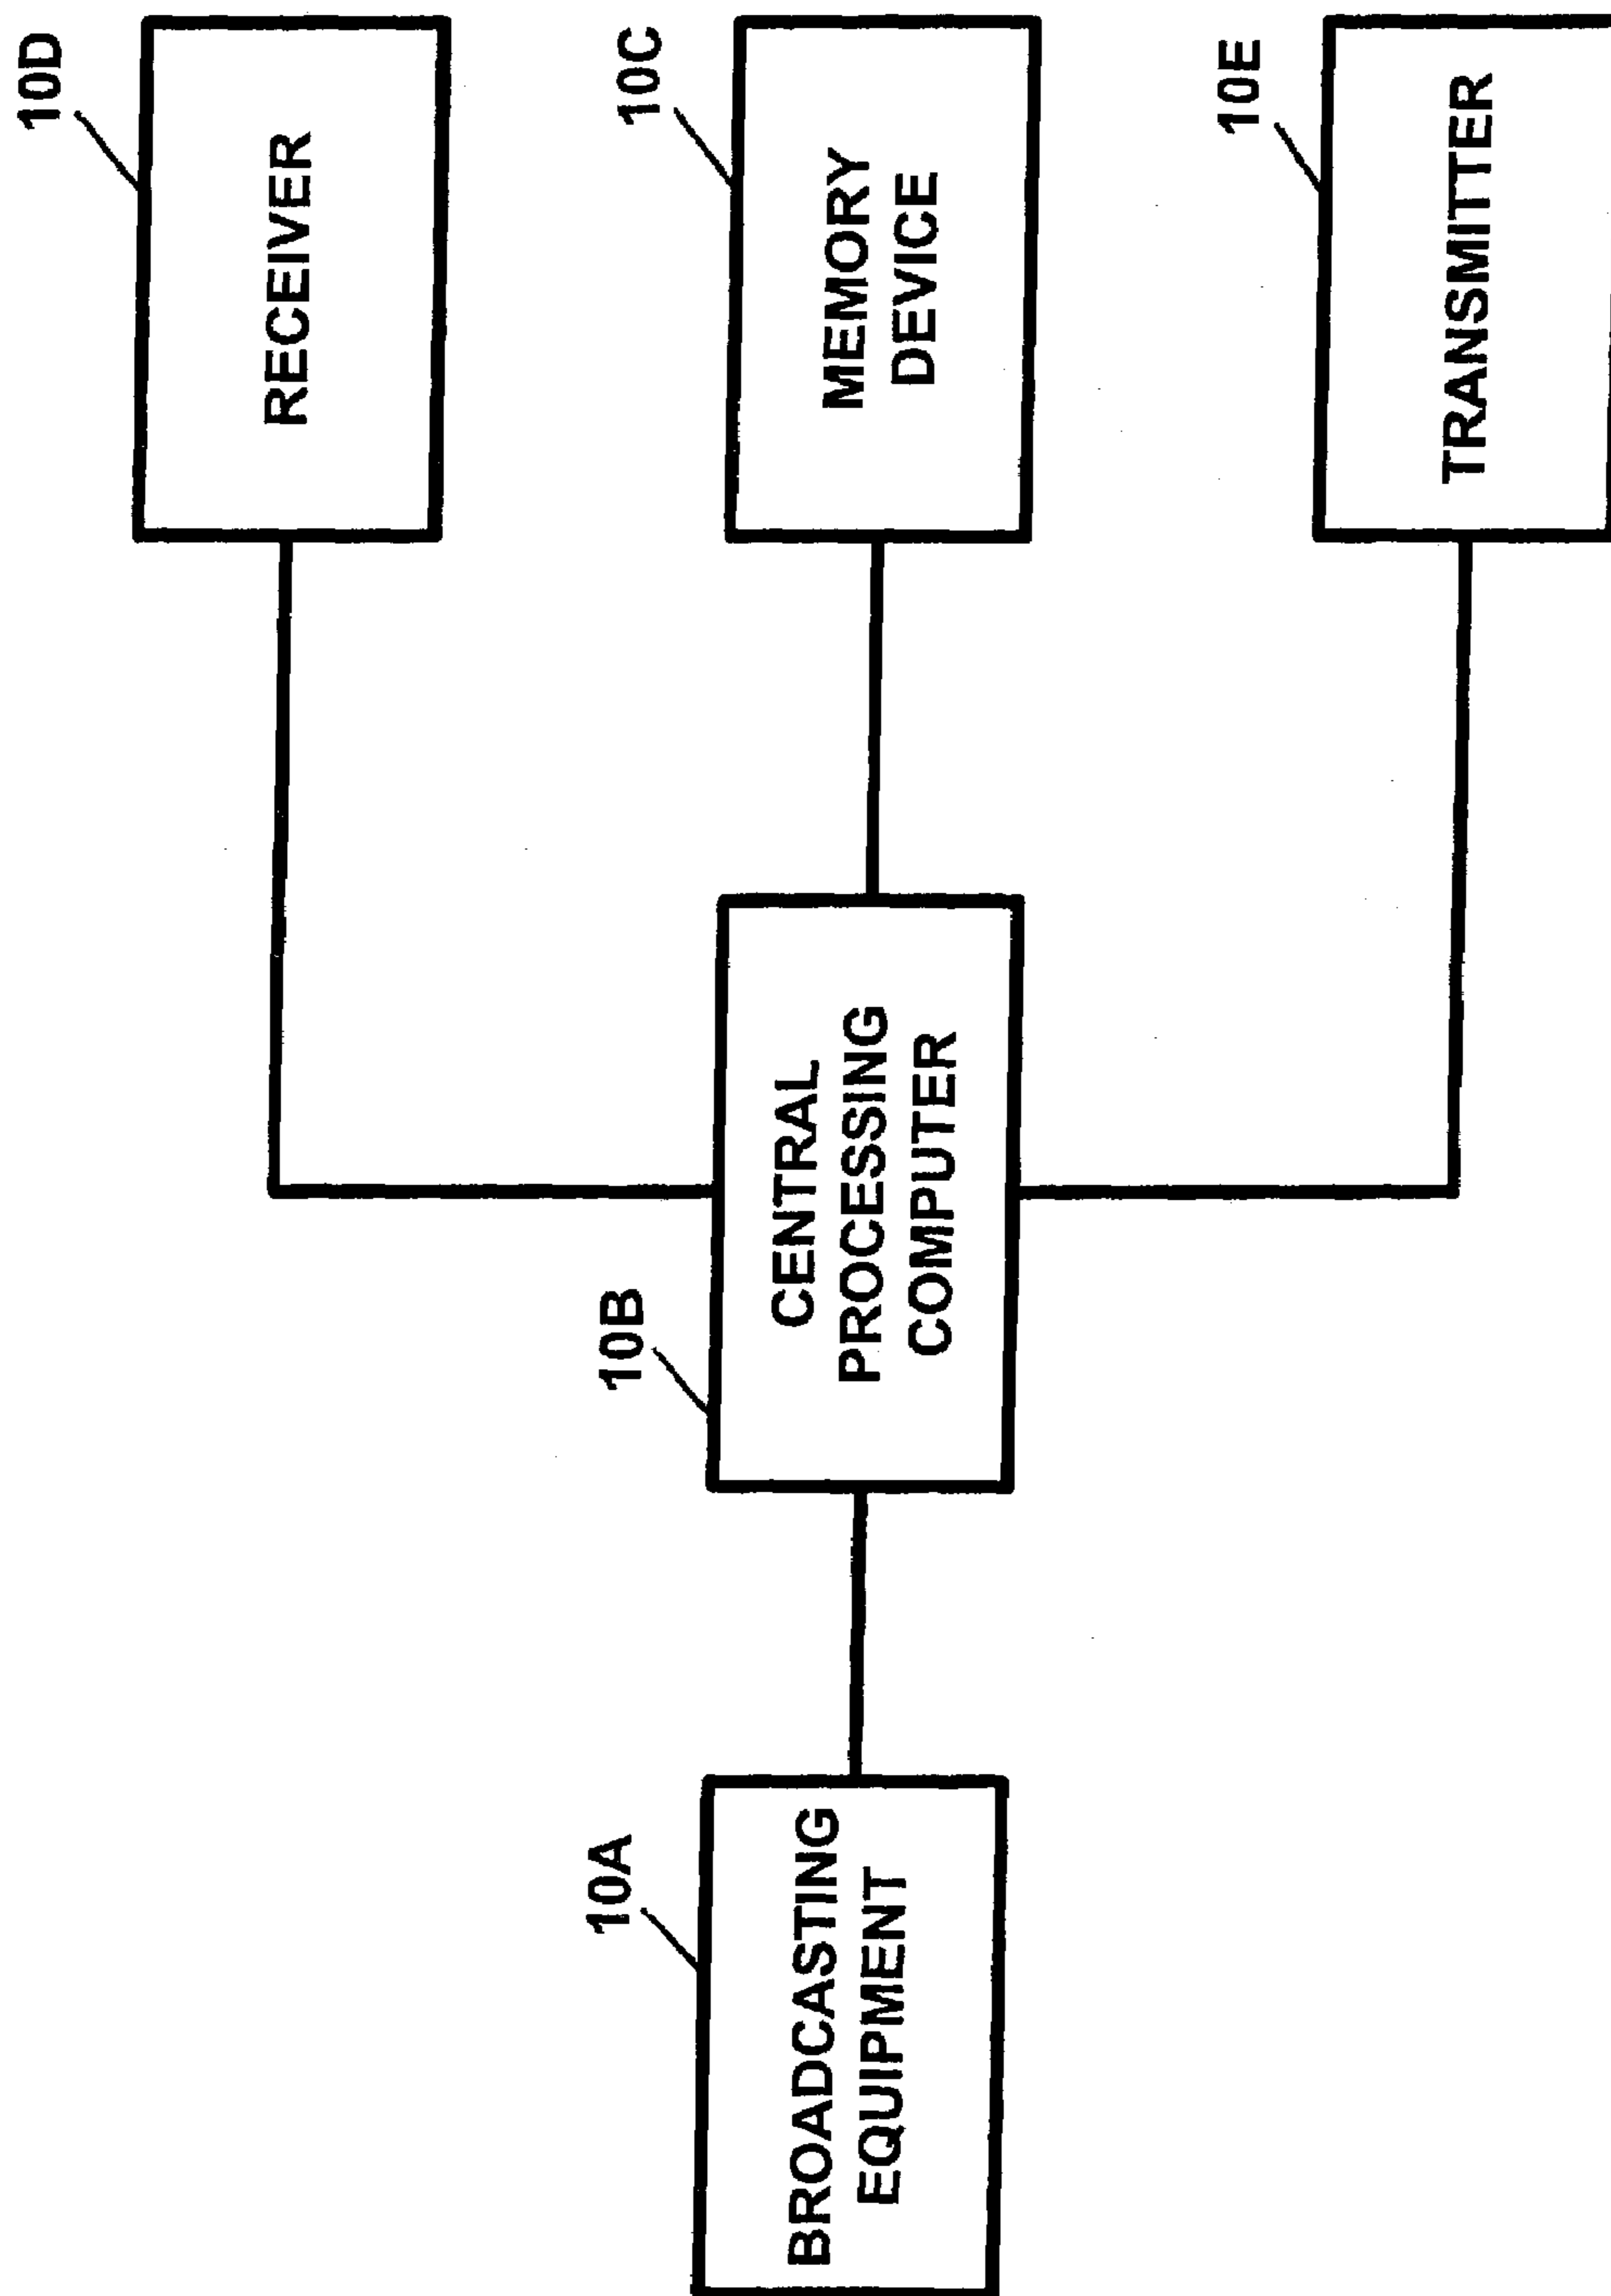 10D
RECEIVER
10C
MEMORY
DEVICE
10E
TRANSMITTER
10B
CENTRAL
PROCESSING
COMPUTER
10A
BROADCASTING
EQUIPMENT